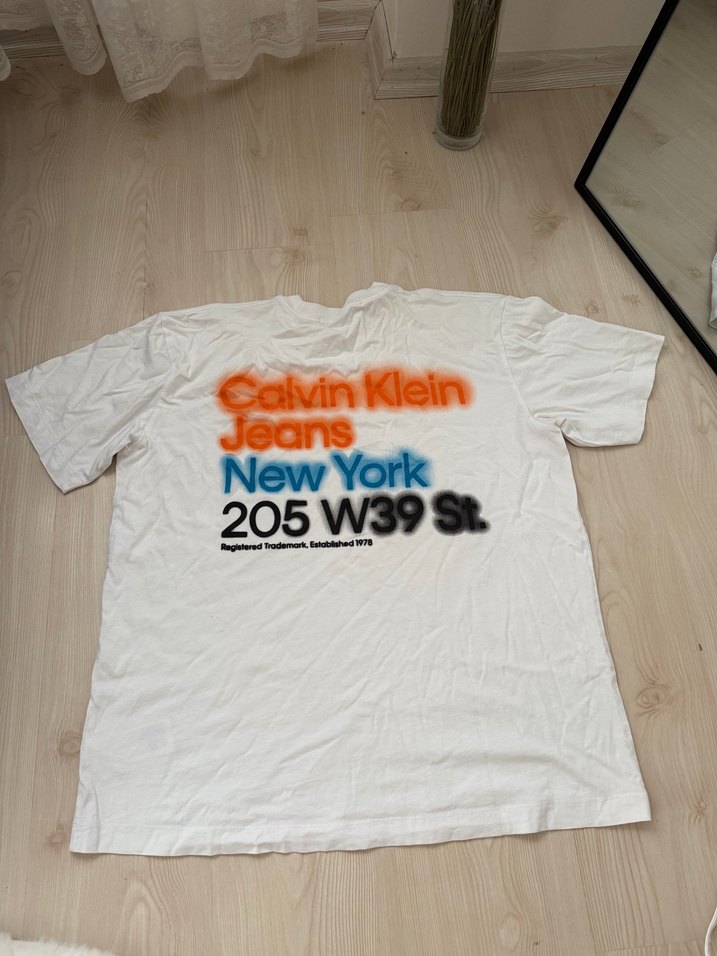 Calvin Klein
Jeans
New York
205 W39 St.
Registered Trademark, Established 1978